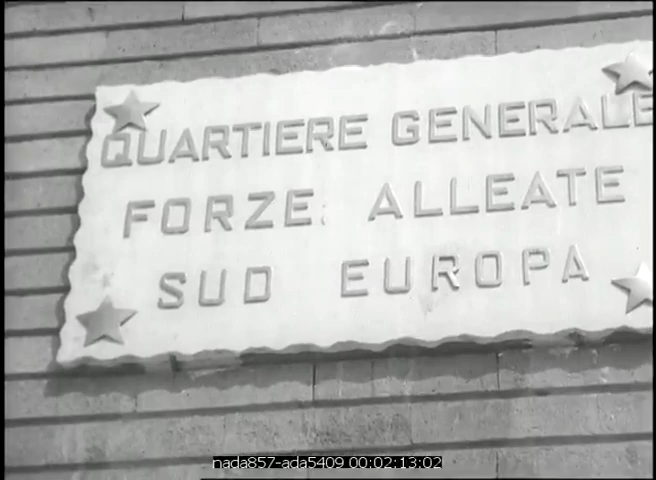 QUARTIERE GENERALE
FORZE ALLEATE
SUD EUROPA
nada857-ada5409 00:02:13:02